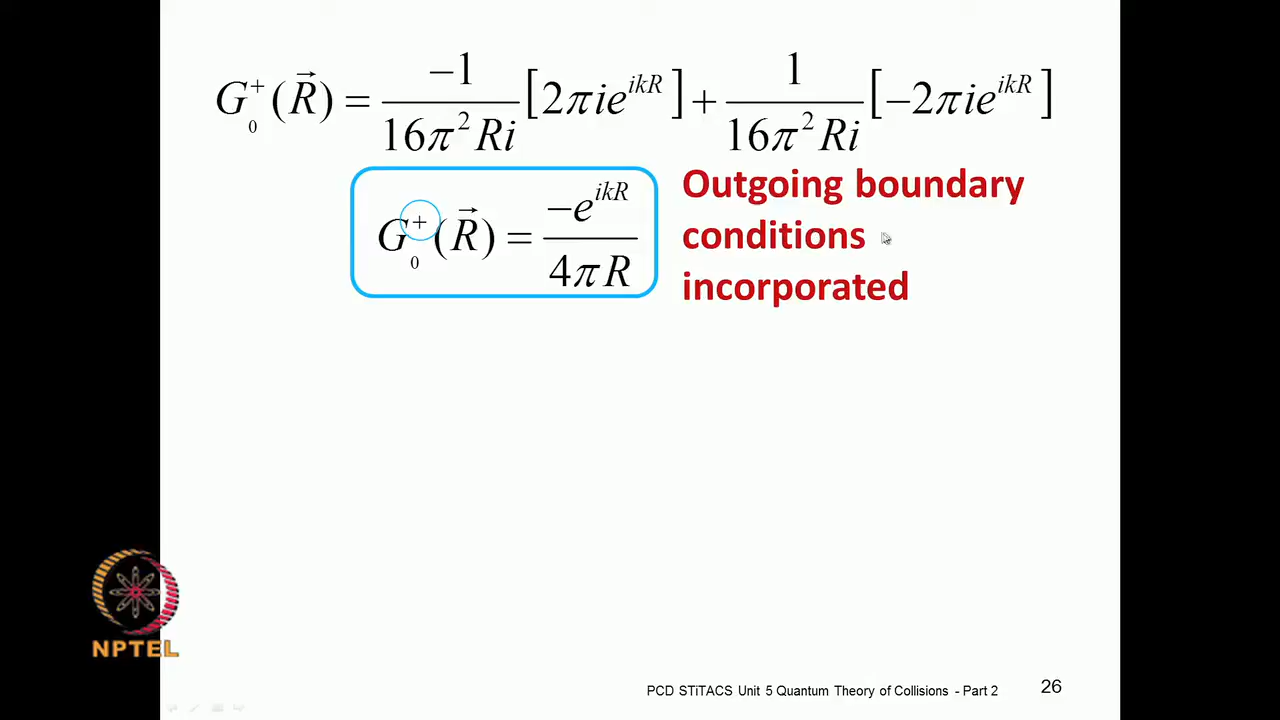 G₀⁺(R⃗) = −1/(16π²Ri) [2πie^{ikR}] + 1/(16π²Ri) [−2πie^{ikR}]
G₀⁺(R⃗) = −e^{ikR}/(4πR)
Outgoing boundary
conditions
incorporated
NPTEL
PCD STiTACS Unit 5 Quantum Theory of Collisions - Part 2
26